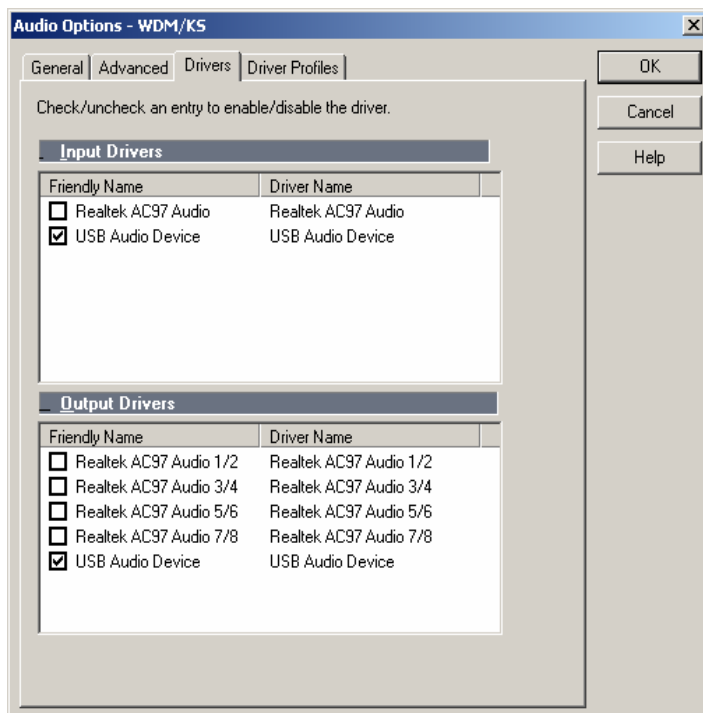 Audio Options - WDM/KS
General Advanced Drivers Driver Profiles
OK
Cancel
Help
Check/uncheck an entry to enable/disable the driver.
Input Drivers
Friendly Name Driver Name
Realtek AC97 Audio Realtek AC97 Audio
USB Audio Device USB Audio Device
Output Drivers
Friendly Name Driver Name
Realtek AC97 Audio 1/2 Realtek AC97 Audio 1/2
Realtek AC97 Audio 3/4 Realtek AC97 Audio 3/4
Realtek AC97 Audio 5/6 Realtek AC97 Audio 5/6
Realtek AC97 Audio 7/8 Realtek AC97 Audio 7/8
USB Audio Device USB Audio Device